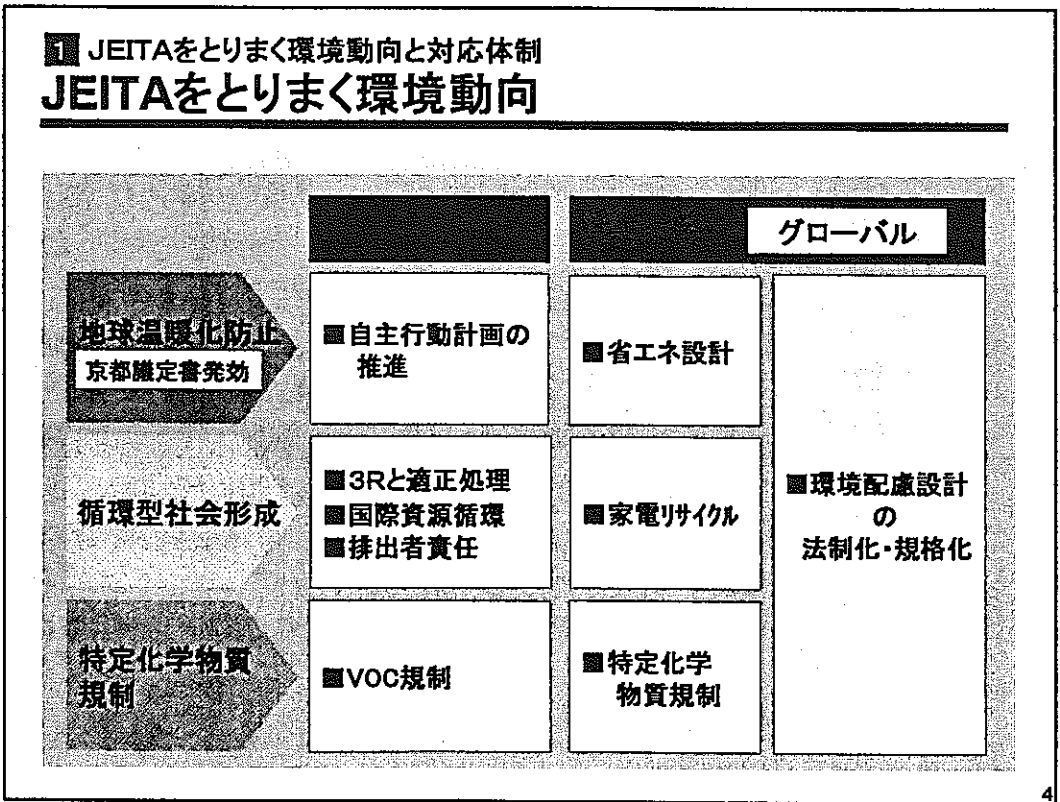 1 JEITAをとりまく環境動向と対応体制
JEITAをとりまく環境動向
グローバル
地球温暖化防止
京都議定書発効
■自主行動計画の
推進
■省エネ設計
循環型社会形成
■3Rと適正処理
■国際資源循環
■排出者責任
■家電リサイクル
■環境配慮設計
の
法制化・規格化
特定化学物質
規制
■VOC規制
■特定化学
物質規制
4